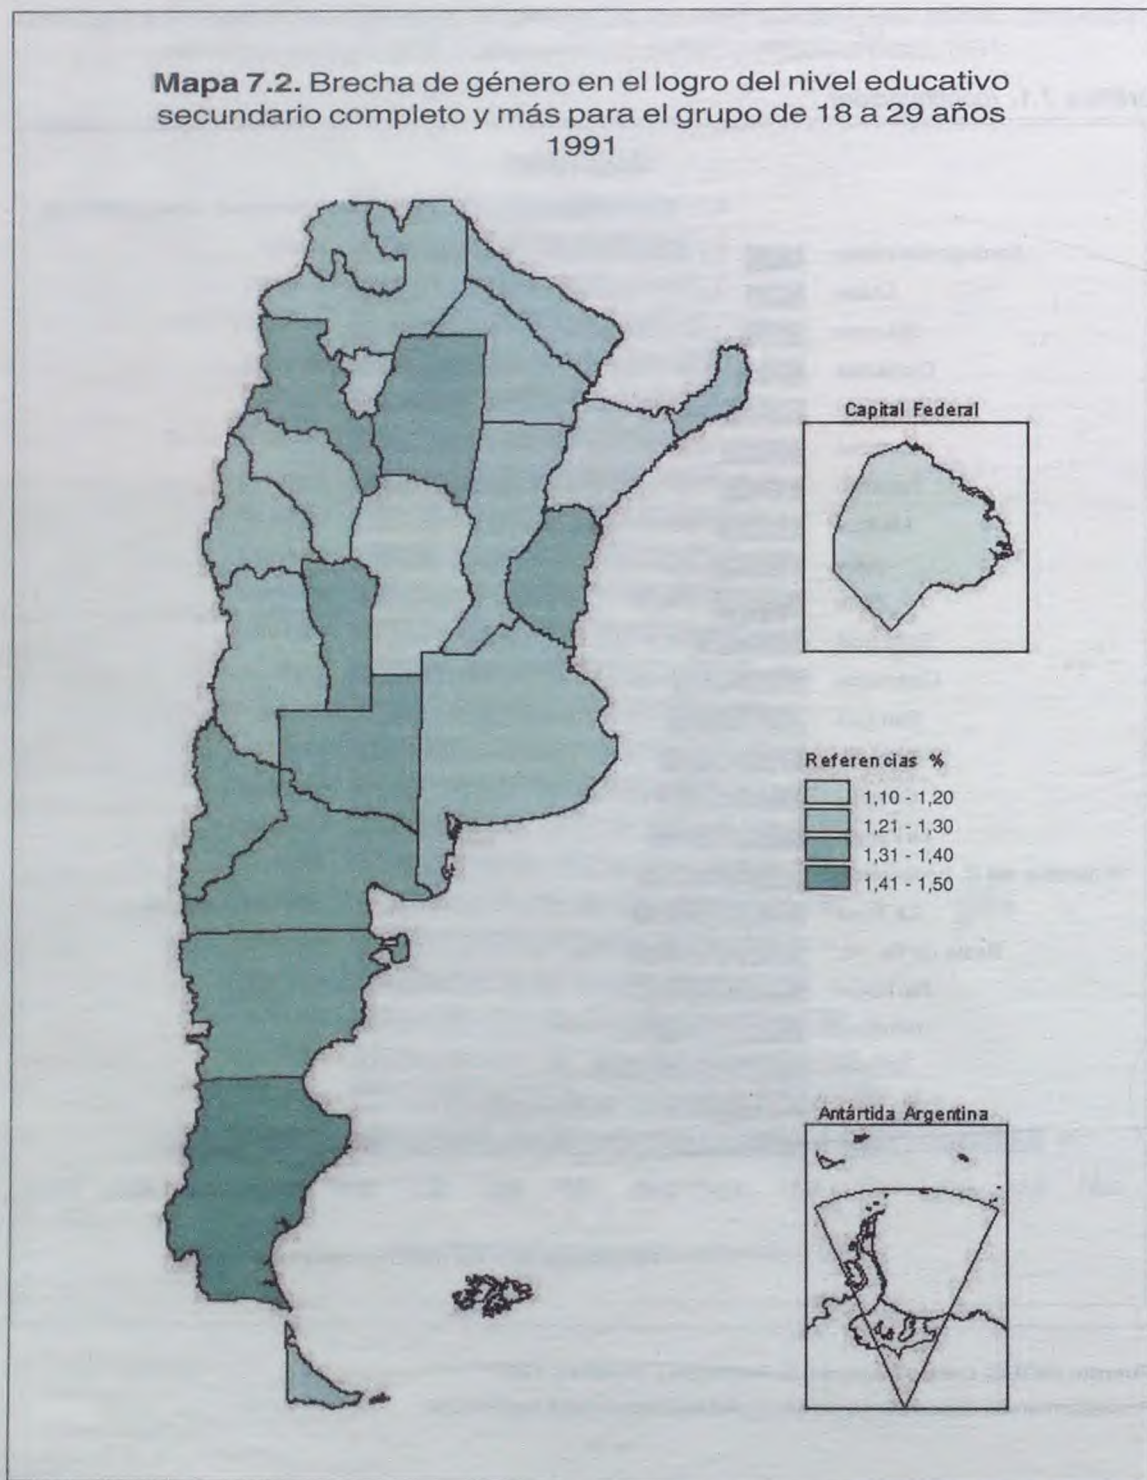 Mapa 7.2. Brecha de género en el logro del nivel educativo
secundario completo y más para el grupo de 18 a 29 años
1991
Capital Federal
Referencias %
1,10 - 1,20
1,21 - 1,30
1,31 - 1,40
1,41 - 1,50
Antártida Argentina